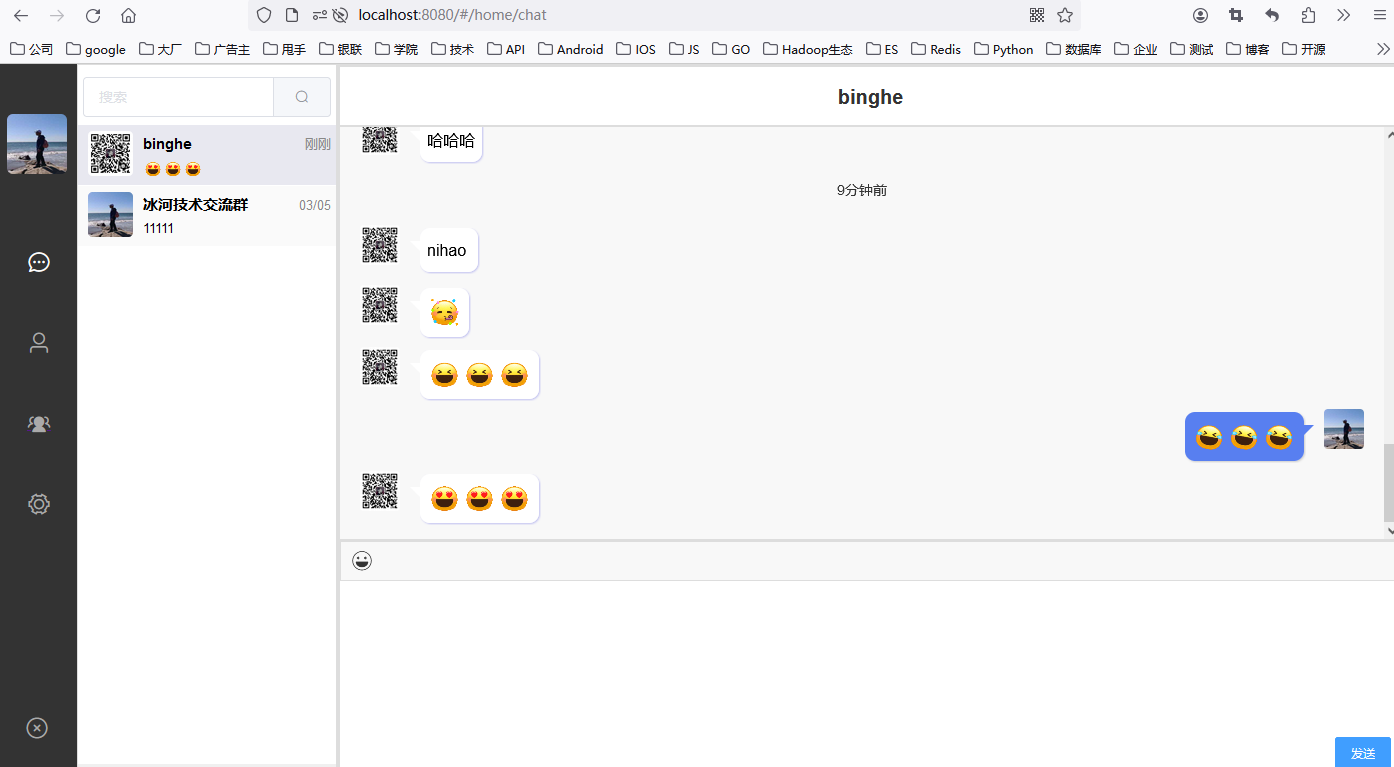 localhost:8080/#/home/chat
公司 google 大厂 广告主 甩手 银联 学院 技术 API Android IOS JS GO Hadoop生态 ES Redis Python 数据库 企业 测试 博客 开源
搜索
binghe 刚刚
😍 😍 😍
冰河技术交流群 03/05
11111
binghe
哈哈哈
9分钟前
nihao
🥳
😆 😆 😆
😂 😂 😂
😍 😍 😍
发送